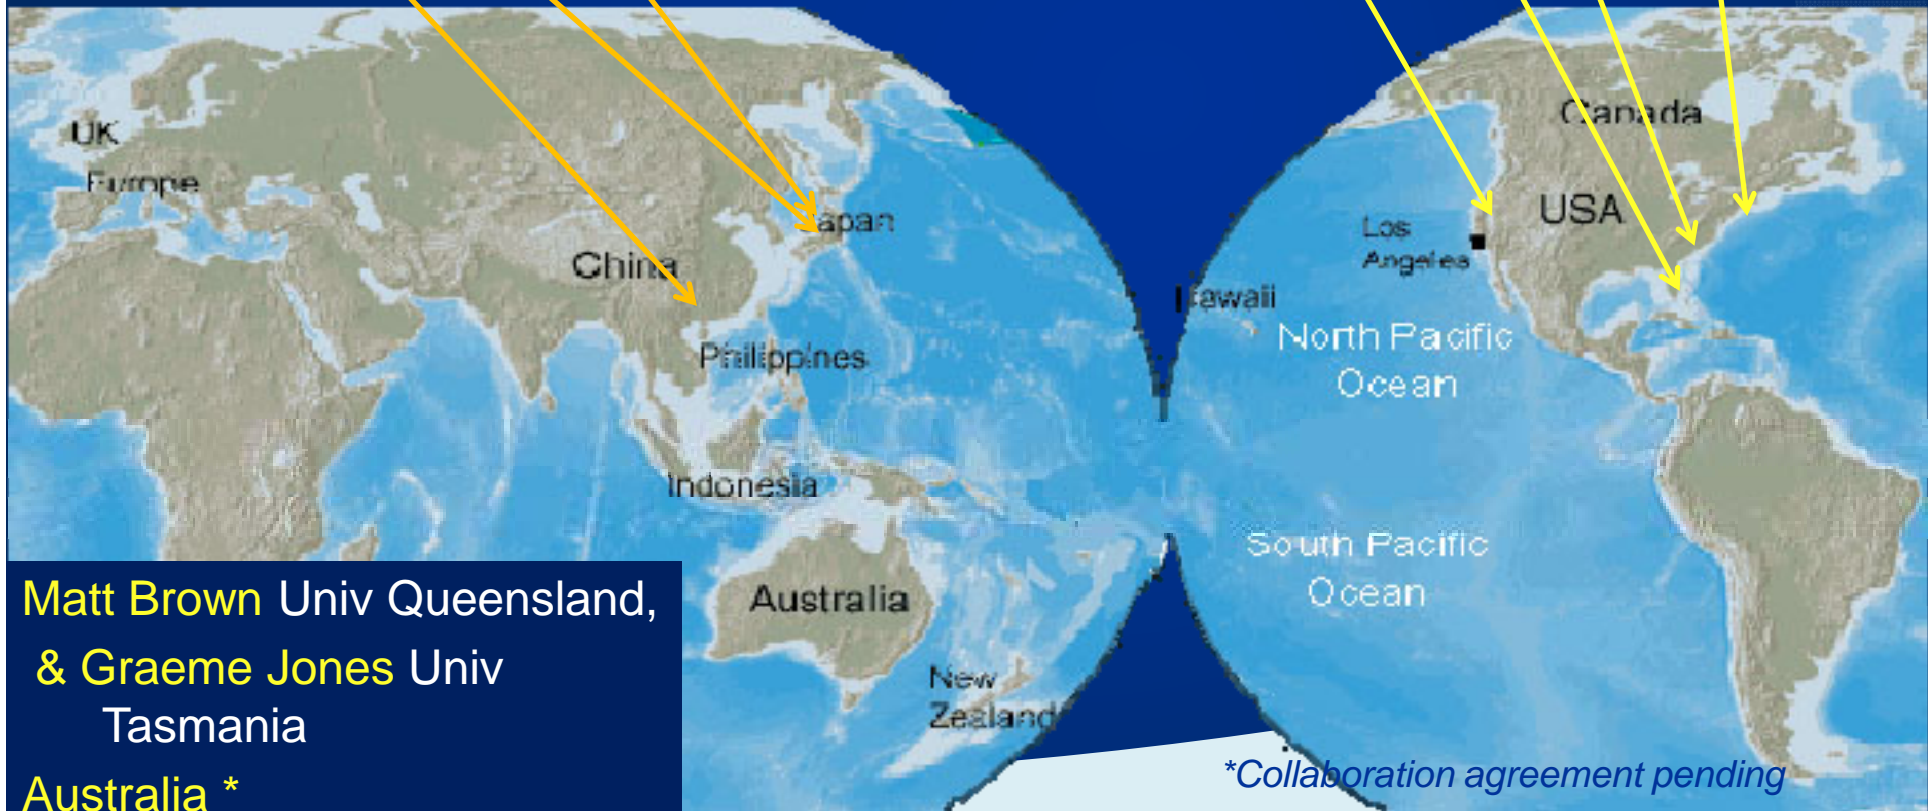 UK
Europe
China
Japan
Philippines
Indonesia
Australia
New
Zealand
Canada
USA
Los
Angeles
Hawaii
North Pacific
Ocean
South Pacific
Ocean
Matt Brown Univ Queensland,
& Graeme Jones Univ
Tasmania
Australia *
*Collaboration agreement pending